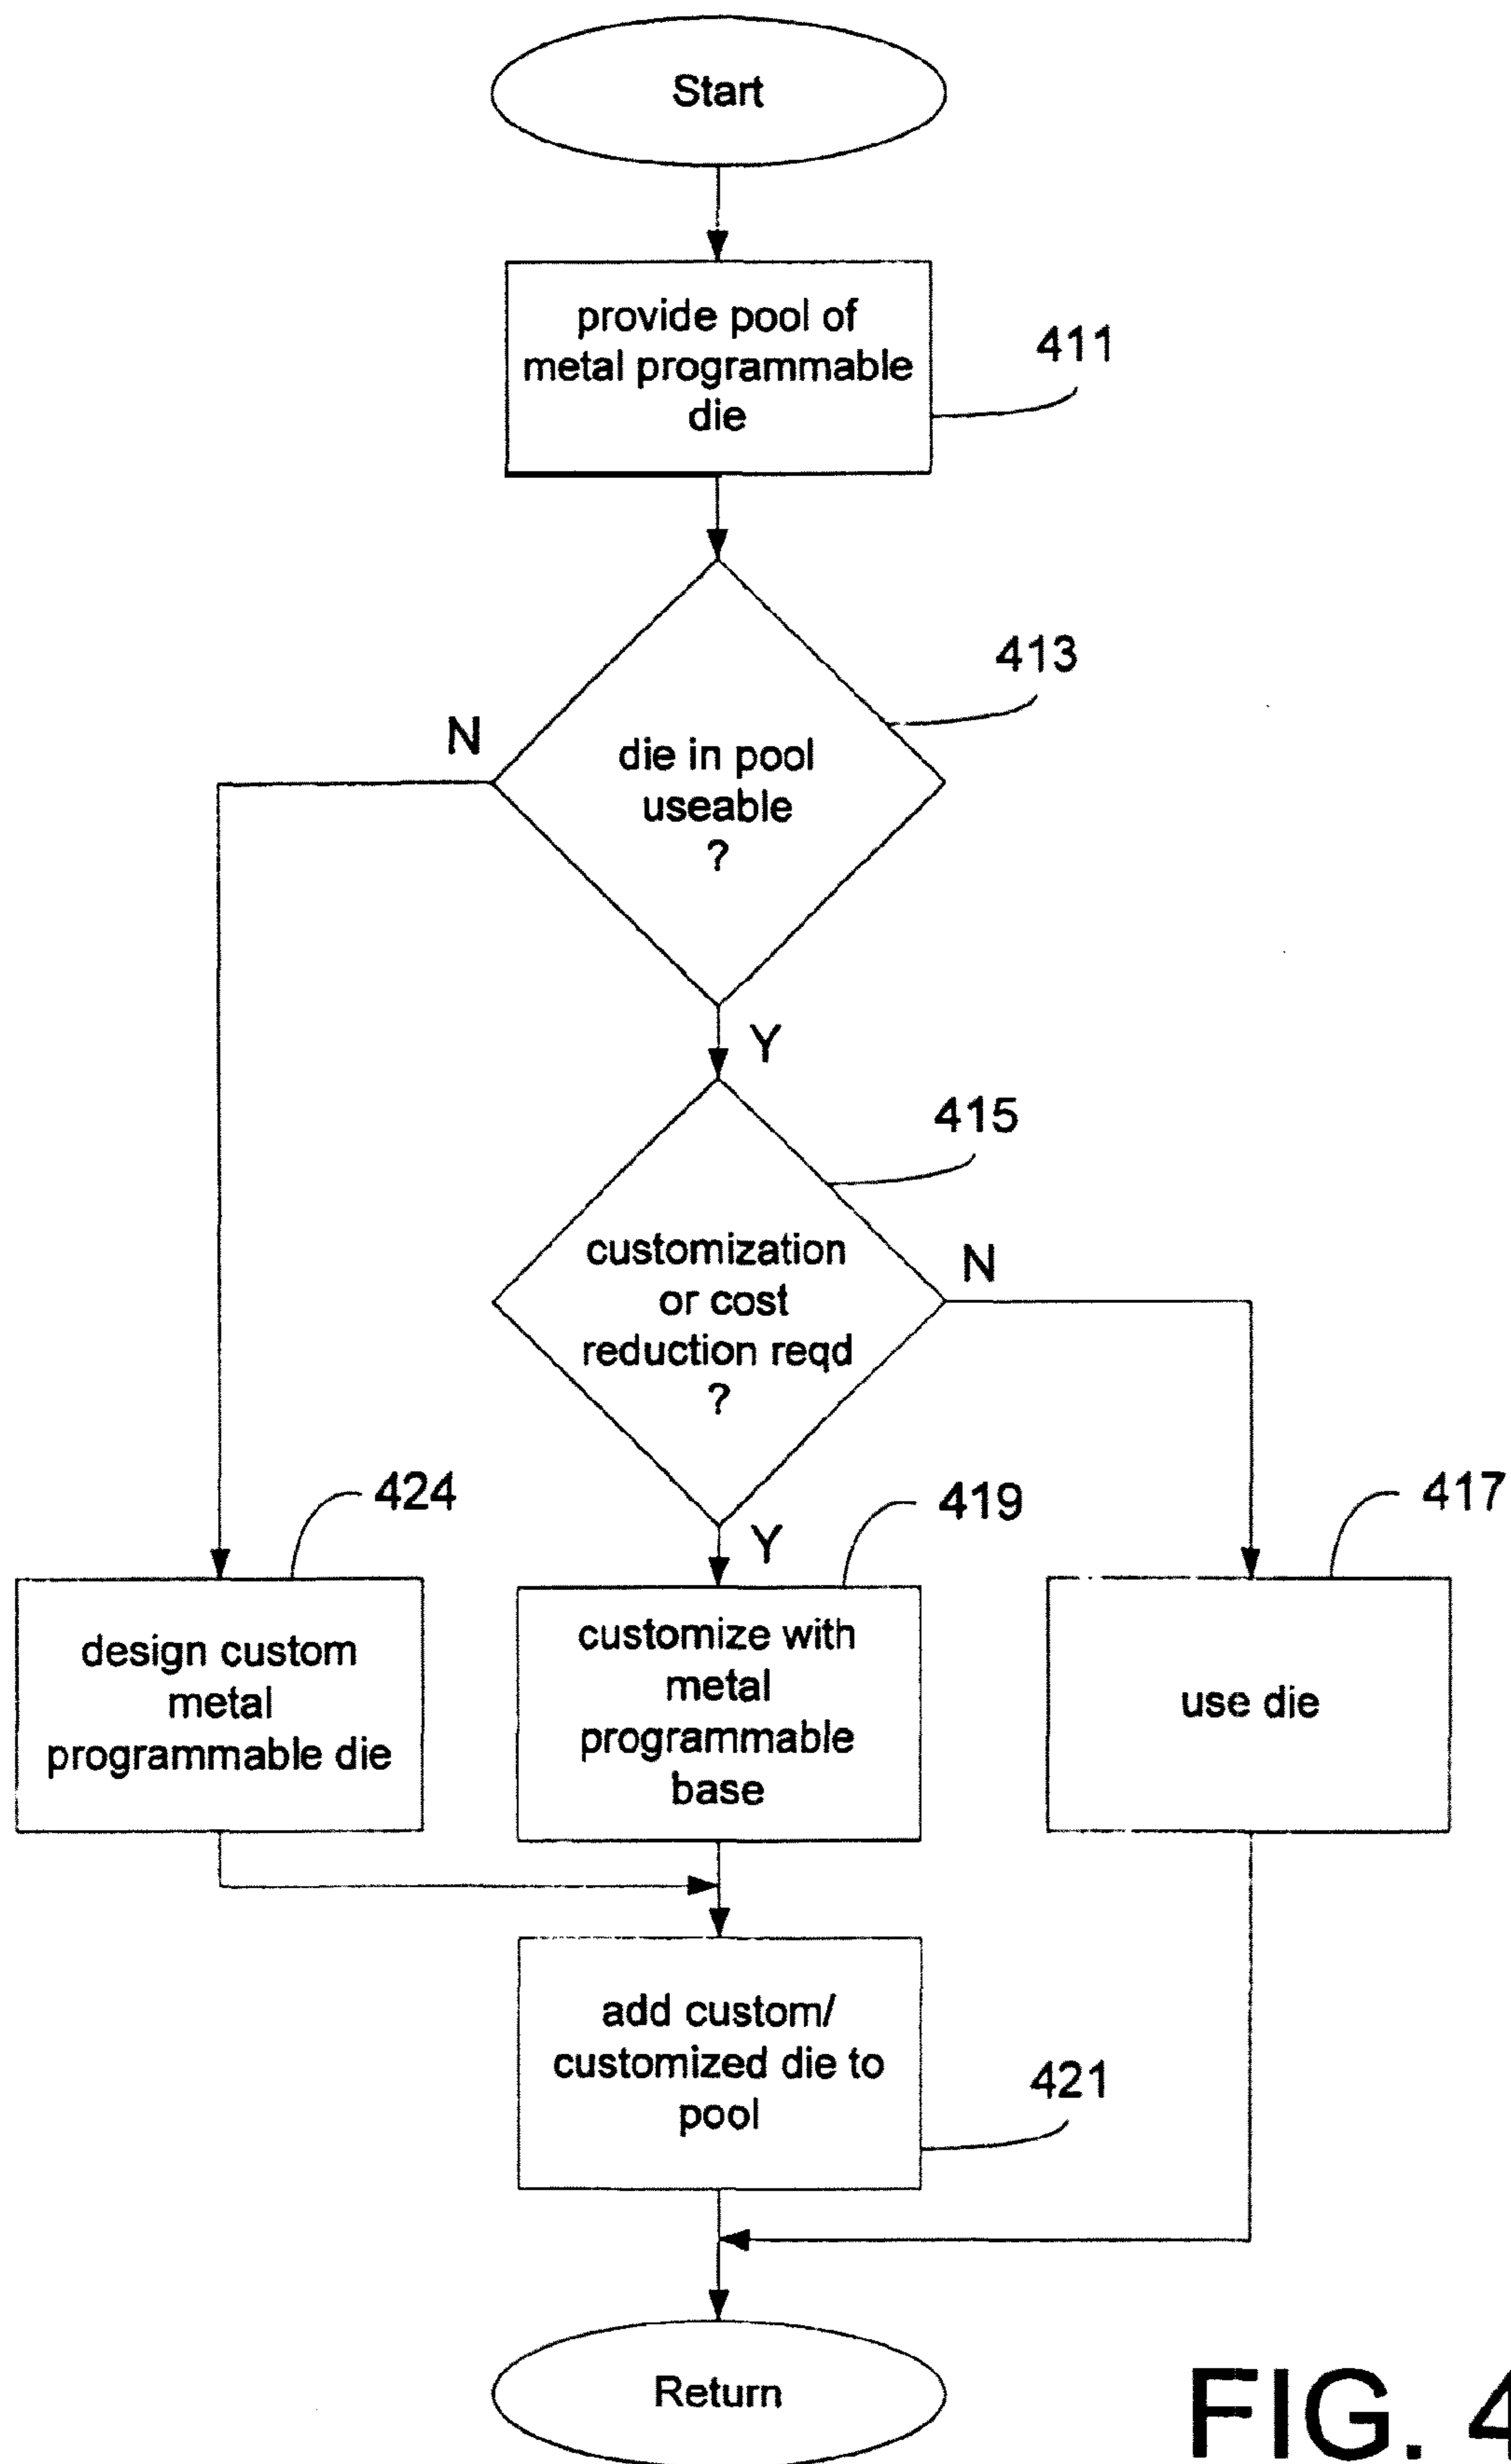 Start
provide pool of
metal programmable
die
411
413
N
die in pool
useable
?
Y
415
customization
or cost
reduction reqd
?
N
424
419
417
Y
design custom
metal
programmable die
customize with
metal
programmable
base
use die
add custom/
customized die to
pool
421
Return
FIG. 4